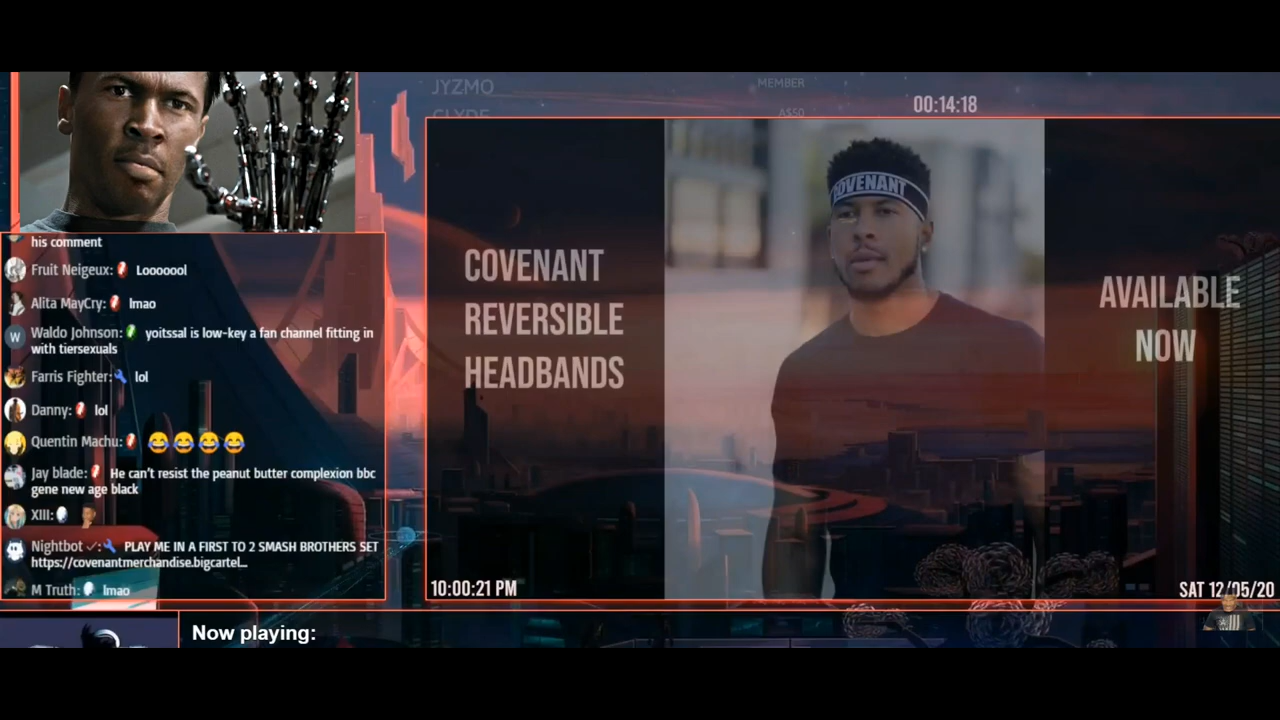 JYZMO
MEMBER
CLYDE
00:14:18
his comment
Fruit Neigeux: Looooool
Alita MayCry: lmao
W
Waldo Johnson: yoitssal is low-key a fan channel fitting in
with tiersexuals
Farris Fighter: lol
Danny: lol
Quentin Machu: 😂😂😂😂
Jay blade: He can't resist the peanut butter complexion bbc
gene new age black
XIII:
Nightbot ✓: PLAY ME IN A FIRST TO 2 SMASH BROTHERS SET
https://covenantmerchandise.bigcartel...
M Truth: lmao
COVENANT
REVERSIBLE
HEADBANDS
COVENANT
AVAILABLE
NOW
10:00:21 PM
SAT 12/05/20
Now playing: